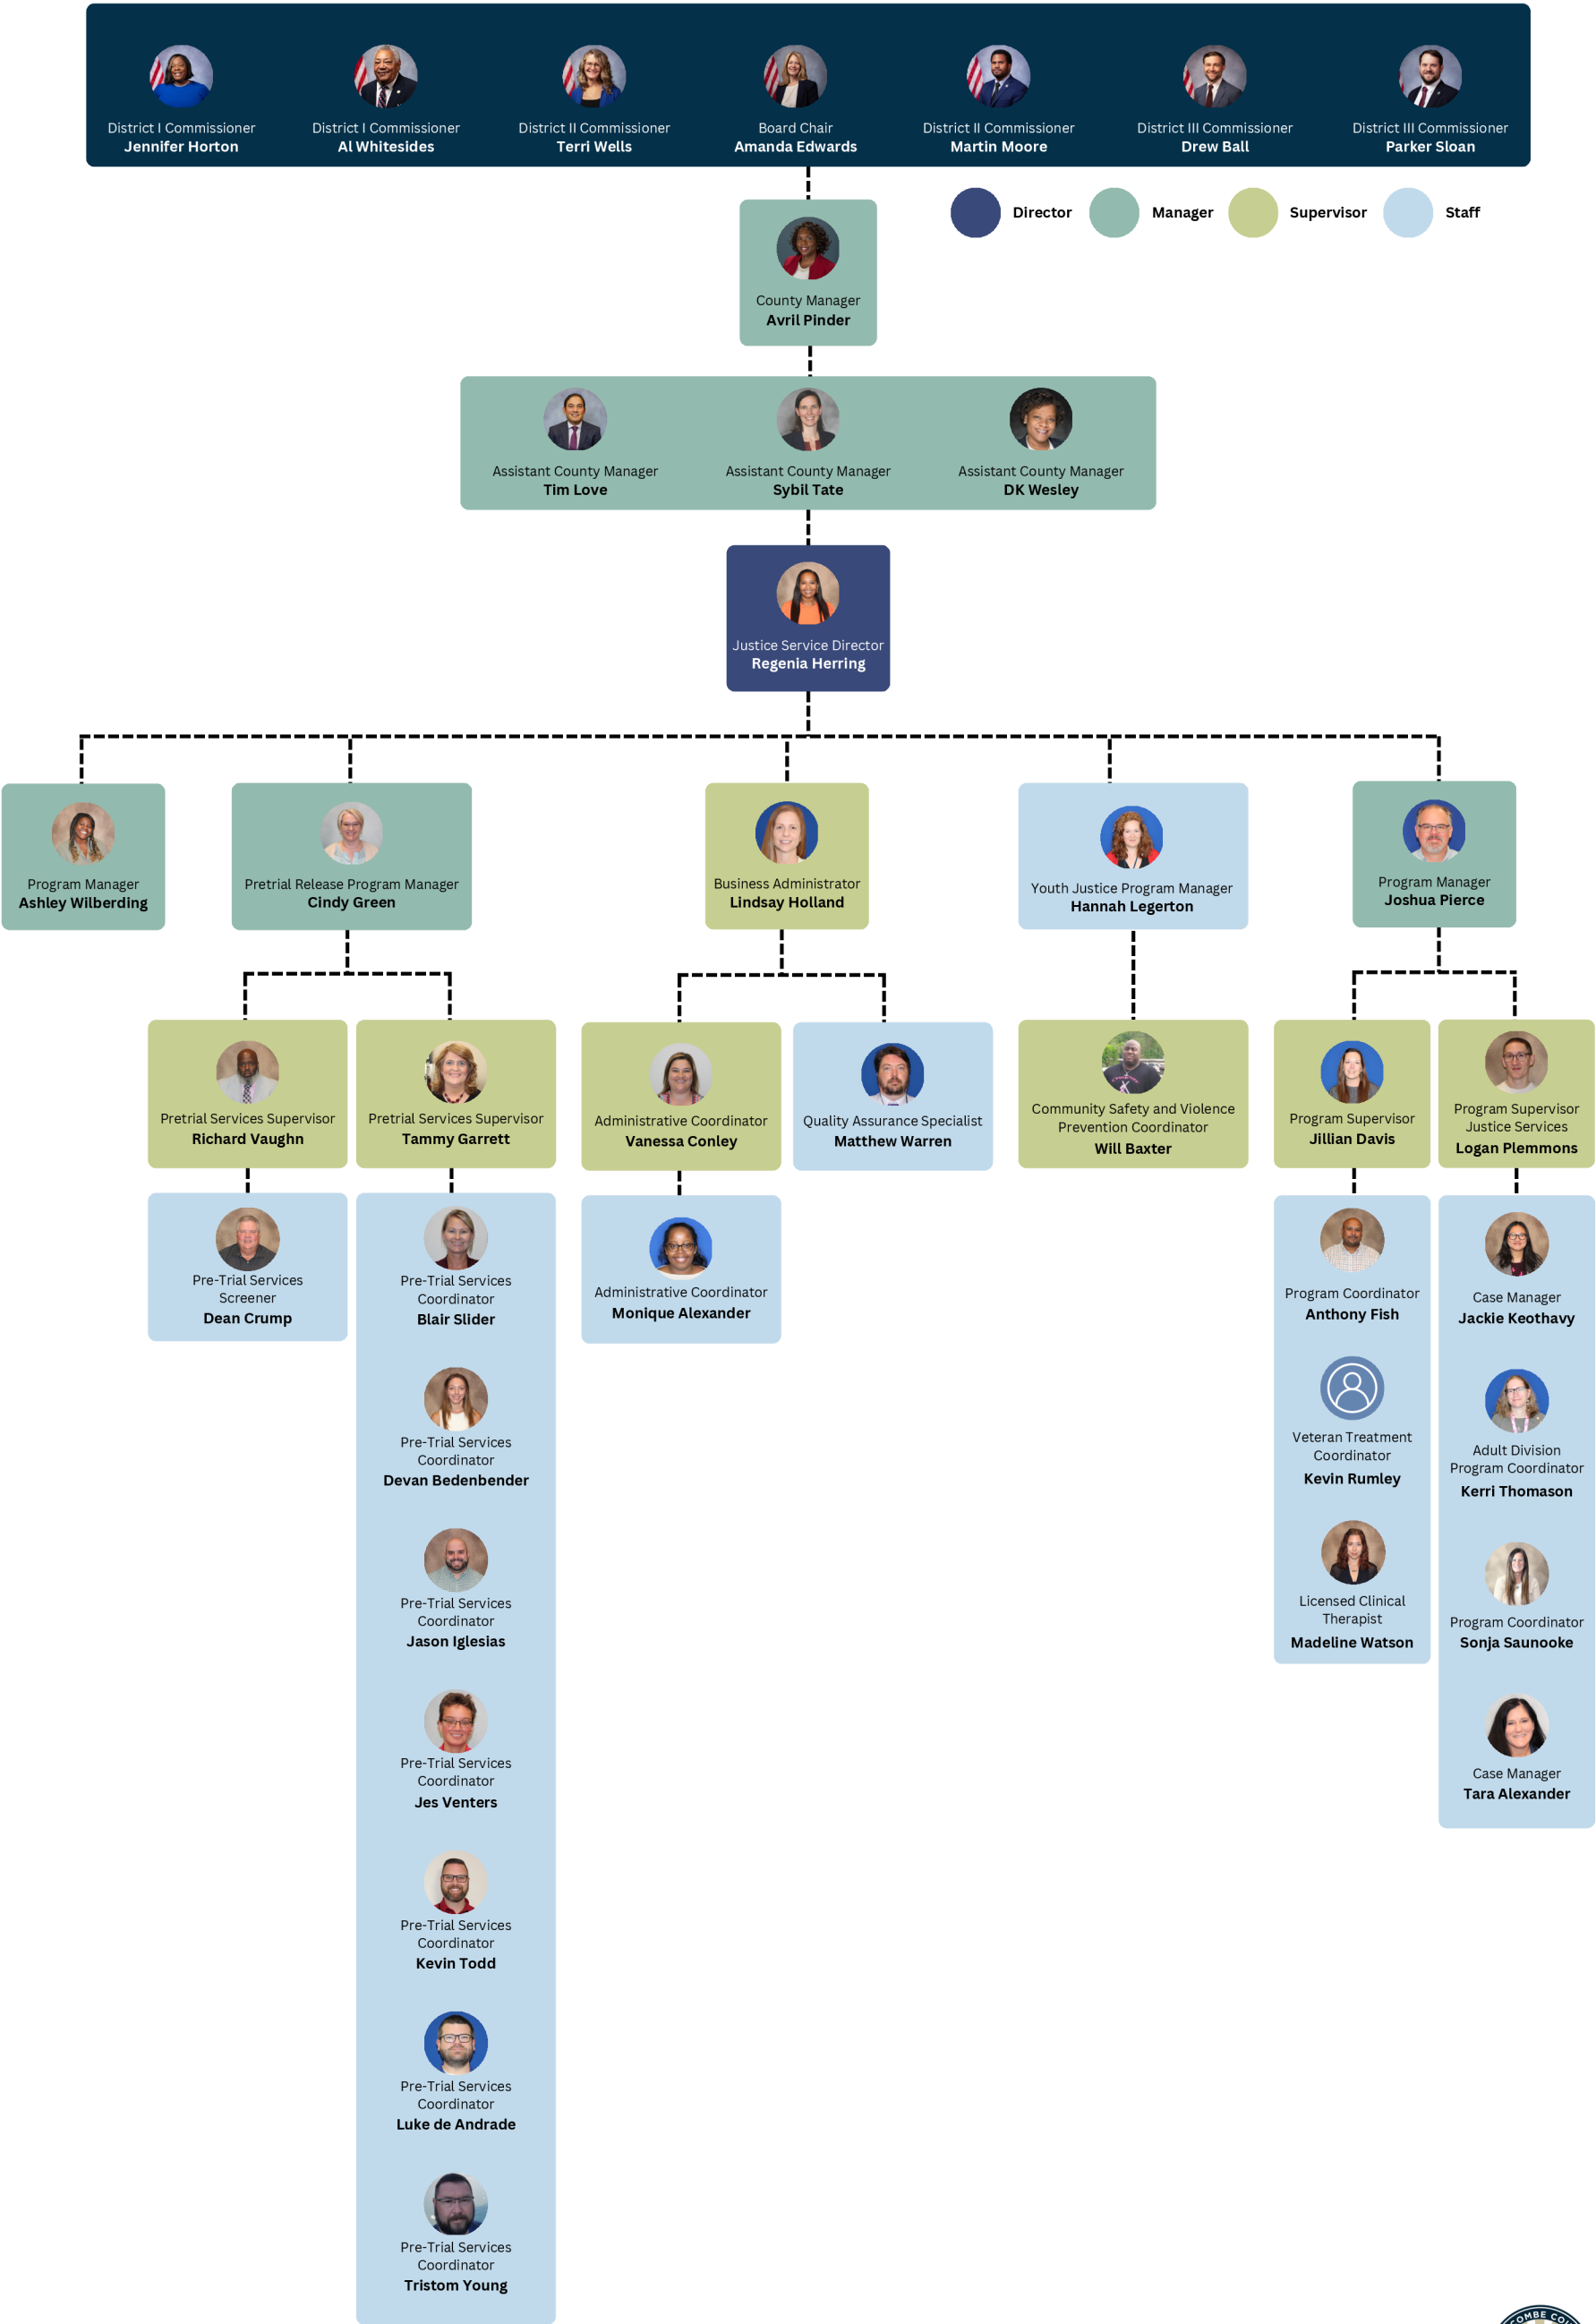 District I Commissioner
Jennifer Horton
District I Commissioner
Al Whitesides
District II Commissioner
Terri Wells
Board Chair
Amanda Edwards
District II Commissioner
Martin Moore
District III Commissioner
Drew Ball
District III Commissioner
Parker Sloan
Director
Manager
Supervisor
Staff
County Manager
Avril Pinder
Assistant County Manager
Tim Love
Assistant County Manager
Sybil Tate
Assistant County Manager
DK Wesley
Justice Service Director
Regenia Herring
Program Manager
Ashley Wilberding
Pretrial Release Program Manager
Cindy Green
Business Administrator
Lindsay Holland
Youth Justice Program Manager
Hannah Legerton
Program Manager
Joshua Pierce
Pretrial Services Supervisor
Richard Vaughn
Pretrial Services Supervisor
Tammy Garrett
Administrative Coordinator
Vanessa Conley
Quality Assurance Specialist
Matthew Warren
Community Safety and Violence
Prevention Coordinator
Will Baxter
Program Supervisor
Jillian Davis
Program Supervisor
Justice Services
Logan Plemmons
Pre-Trial Services
Screener
Dean Crump
Pre-Trial Services
Coordinator
Blair Slider
Pre-Trial Services
Coordinator
Devan Bedenbender
Pre-Trial Services
Coordinator
Jason Iglesias
Pre-Trial Services
Coordinator
Jes Venters
Pre-Trial Services
Coordinator
Kevin Todd
Pre-Trial Services
Coordinator
Luke de Andrade
Pre-Trial Services
Coordinator
Tristom Young
Administrative Coordinator
Monique Alexander
Program Coordinator
Anthony Fish
Veteran Treatment
Coordinator
Kevin Rumley
Licensed Clinical
Therapist
Madeline Watson
Case Manager
Jackie Keothavy
Adult Division
Program Coordinator
Kerri Thomason
Program Coordinator
Sonja Saunooke
Case Manager
Tara Alexander